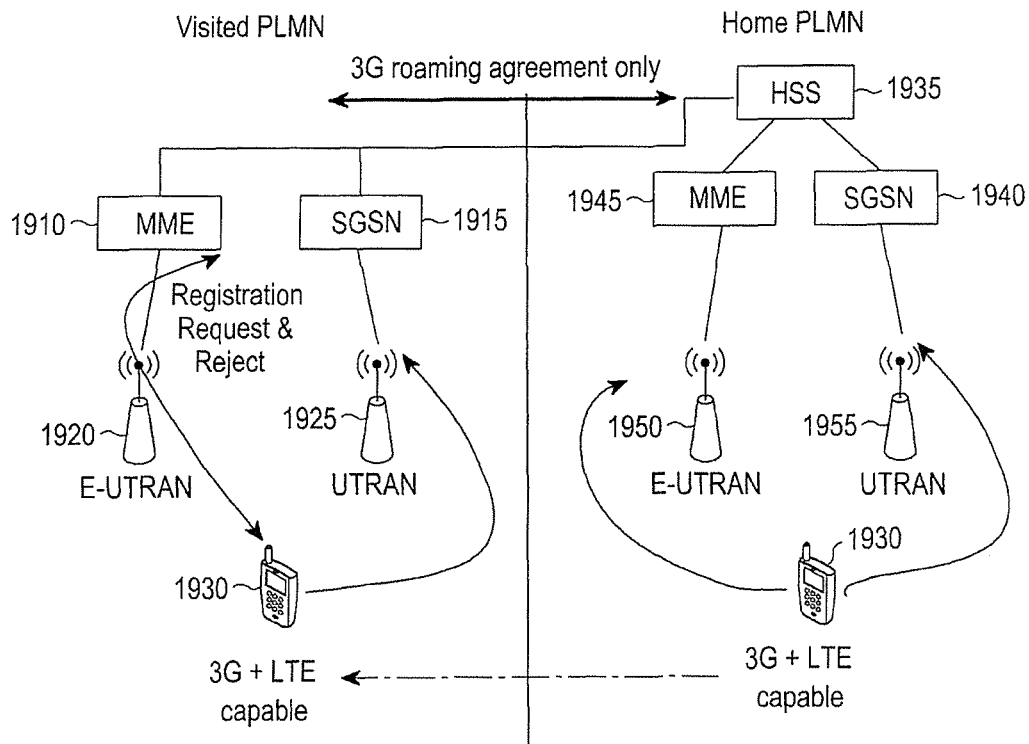 Visited PLMN
Home PLMN
3G roaming agreement only
HSS
1935
1910
MME
SGSN
1915
1945
MME
SGSN
1940
Registration
Request &
Reject
1920
E-UTRAN
1925
UTRAN
1950
E-UTRAN
1955
UTRAN
1930
1930
3G + LTE
capable
3G + LTE
capable